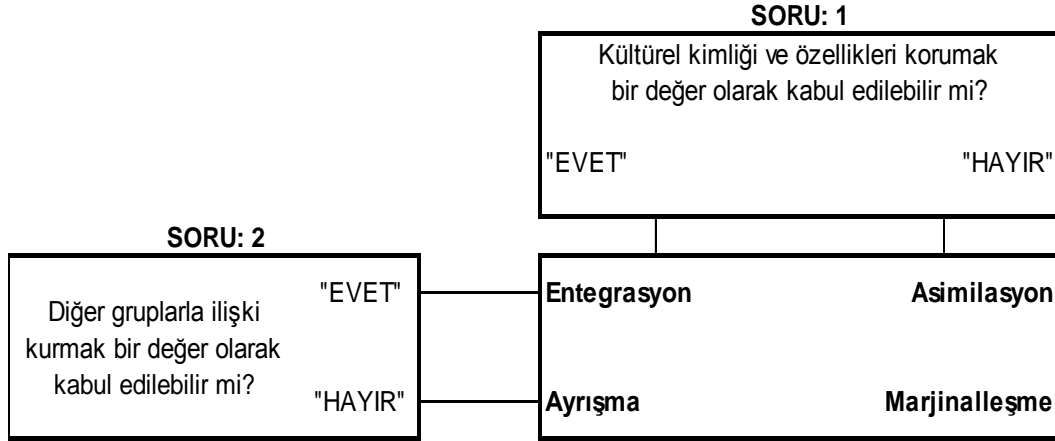 SORU: 1
Kültürel kimliği ve özellikleri korumak
bir değer olarak kabul edilebilir mi?
"EVET" "HAYIR"
SORU: 2
Diğer gruplarla ilişki
kurmak bir değer olarak
kabul edilebilir mi?
"EVET"
"HAYIR"
Entegrasyon Asimilasyon
Ayrışma Marjinalleşme